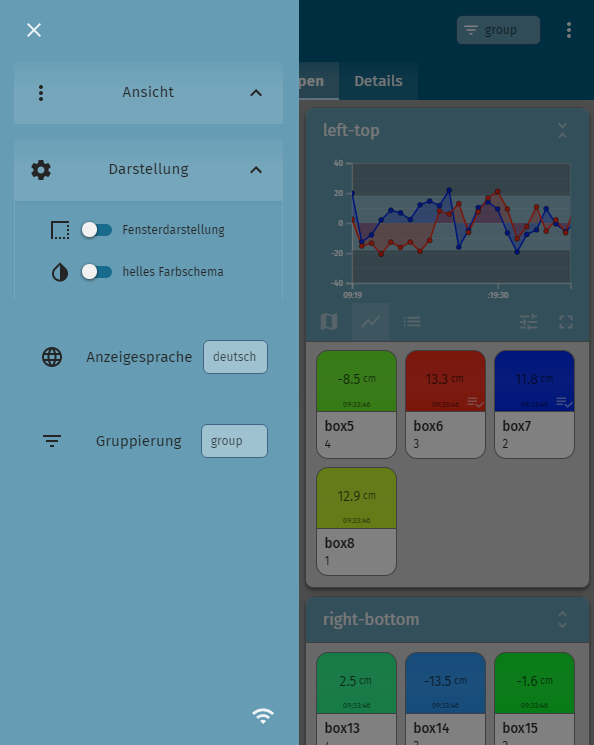 Ansicht
Darstellung
Fensterdarstellung
helles Farbschema
Anzeigesprache deutsch
Gruppierung group
group
pen Details
left-top
40
20
0
-20
-40
09:19 :19:30
-8.5 cm 13.3 cm 11.8 cm
09:33:46 09:33:46 09:33:46
box5 box6 box7
4 3 2
12.9 cm
09:33:46
box8
1
right-bottom
2.5 cm -13.5 cm -1.6 cm
09:33:46 09:33:46 09:33:46
box13 box14 box15